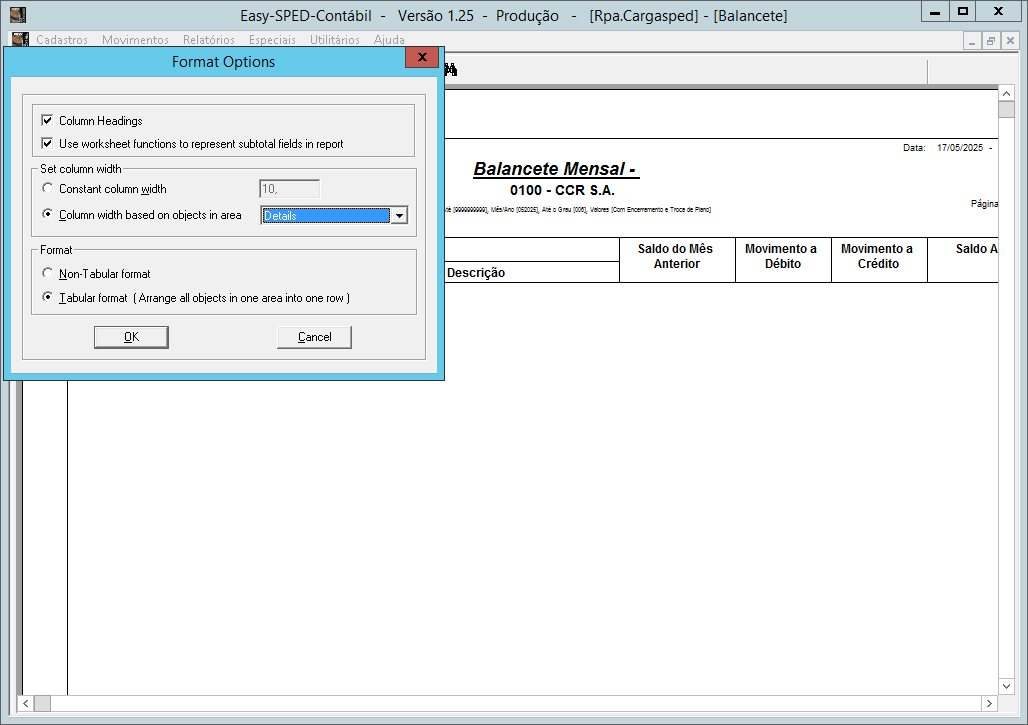 Easy-SPED-Contábil  -  Versão 1.25  -  Produção  -  [Rpa.Cargasped] - [Balancete]
Cadastros  Movimentos  Relatórios  Especiais  Utilitários  Ajuda
Format Options
Column Headings
Use worksheet functions to represent subtotal fields in report
Set column width
Constant column width  10,
Column width based on objects in area  Details
Format
Non-Tabular format
Tabular format  ( Arrange all objects in one area into one row )
OK  Cancel
Data:  17/05/2025  -
Balancete Mensal -
0100 - CCR S.A.
[9999999999], Mês/Ano [052025], Até o Grau [006], Valores [Com Encerramento e Troca de Plano]
Página
Descrição
Saldo do Mês Anterior
Movimento a Débito
Movimento a Crédito
Saldo A